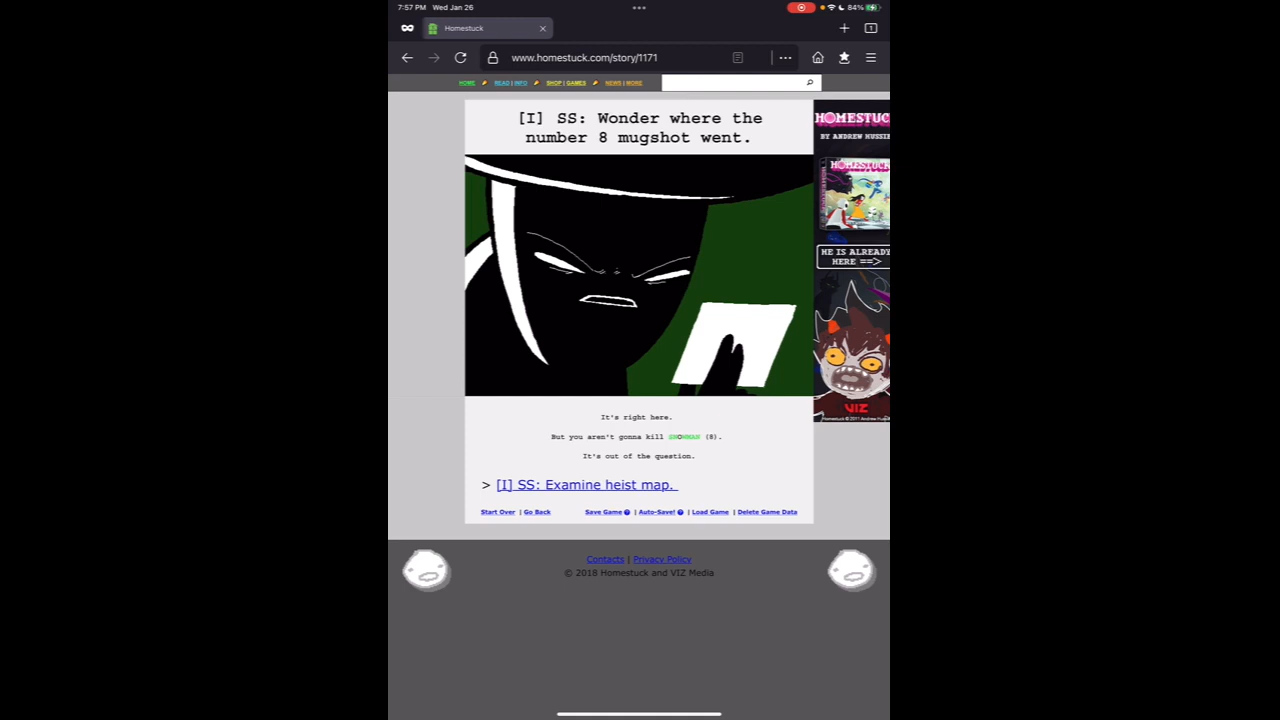 7:57 PM Wed Jan 26
84%
Homestuck
1
www.homestuck.com/story/1171
HOME
READ | INFO
SHOP | GAMES
NEWS | MORE
[I] SS: Wonder where the
number 8 mugshot went.
HOMESTUC
BY ANDREW HUSSIE
HOMESTUCK
HE IS ALREADY
HERE ==>
VIZ
It's right here.
But you aren't gonna kill SNOWMAN (8).
It's out of the question.
> [I] SS: Examine heist map.
Start Over | Go Back
Save Game ? | Auto-Save! ? | Load Game | Delete Game Data
Contacts | Privacy Policy
© 2018 Homestuck and VIZ Media